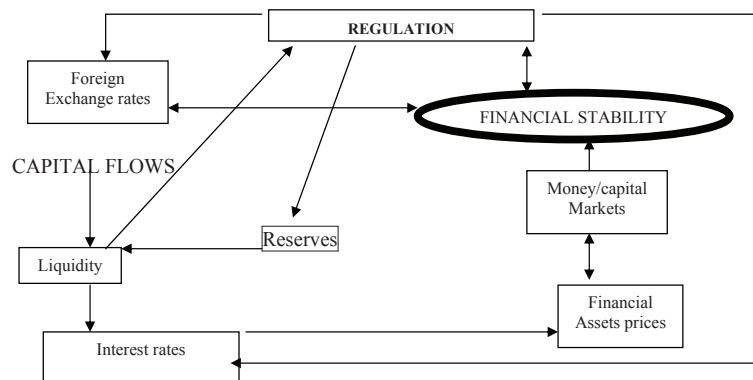 REGULATION
Foreign
Exchange rates
FINANCIAL STABILITY
CAPITAL FLOWS
Money/capital
Markets
Reserves
Liquidity
Financial
Assets prices
Interest rates